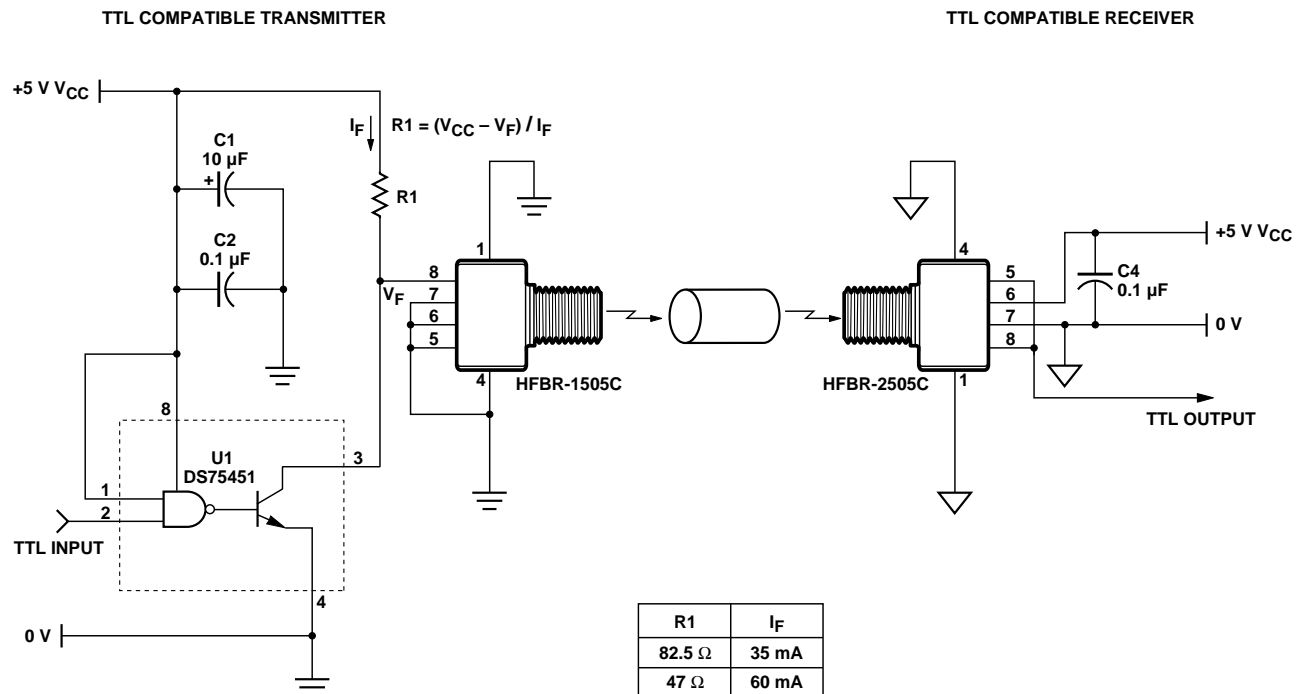 TTL COMPATIBLE TRANSMITTER
TTL COMPATIBLE RECEIVER
+5 V VCC
IF
R1 = (VCC – VF) / IF
C1
10 µF
+
R1
C2
0.1 µF
VF
1
8
7
6
5
4
HFBR-1505C
4
5
6
7
8
1
HFBR-2505C
+5 V VCC
C4
0.1 µF
0 V
TTL OUTPUT
8
U1
DS75451
3
1
2
TTL INPUT
4
0 V
R1 IF
82.5 Ω 35 mA
47 Ω 60 mA